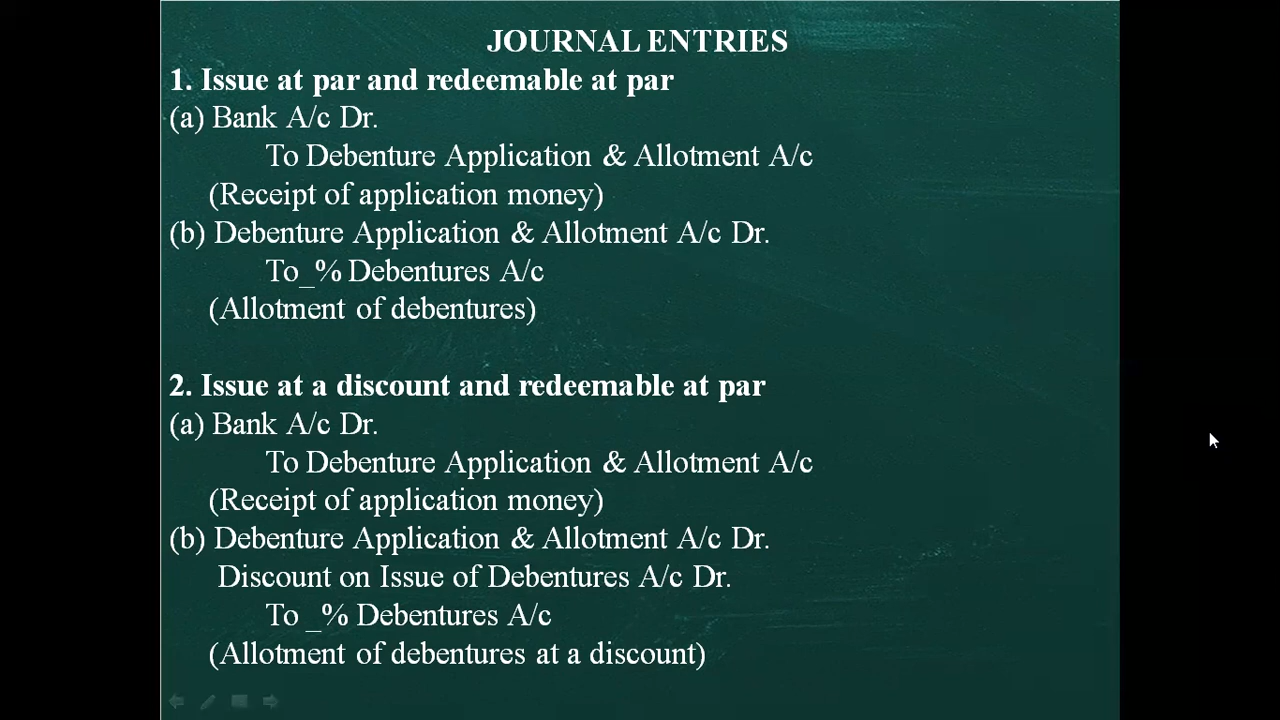 JOURNAL ENTRIES
1. Issue at par and redeemable at par
(a) Bank A/c Dr.
To Debenture Application & Allotment A/c
(Receipt of application money)
(b) Debenture Application & Allotment A/c Dr.
To_% Debentures A/c
(Allotment of debentures)
2. Issue at a discount and redeemable at par
(a) Bank A/c Dr.
To Debenture Application & Allotment A/c
(Receipt of application money)
(b) Debenture Application & Allotment A/c Dr.
Discount on Issue of Debentures A/c Dr.
To _% Debentures A/c
(Allotment of debentures at a discount)